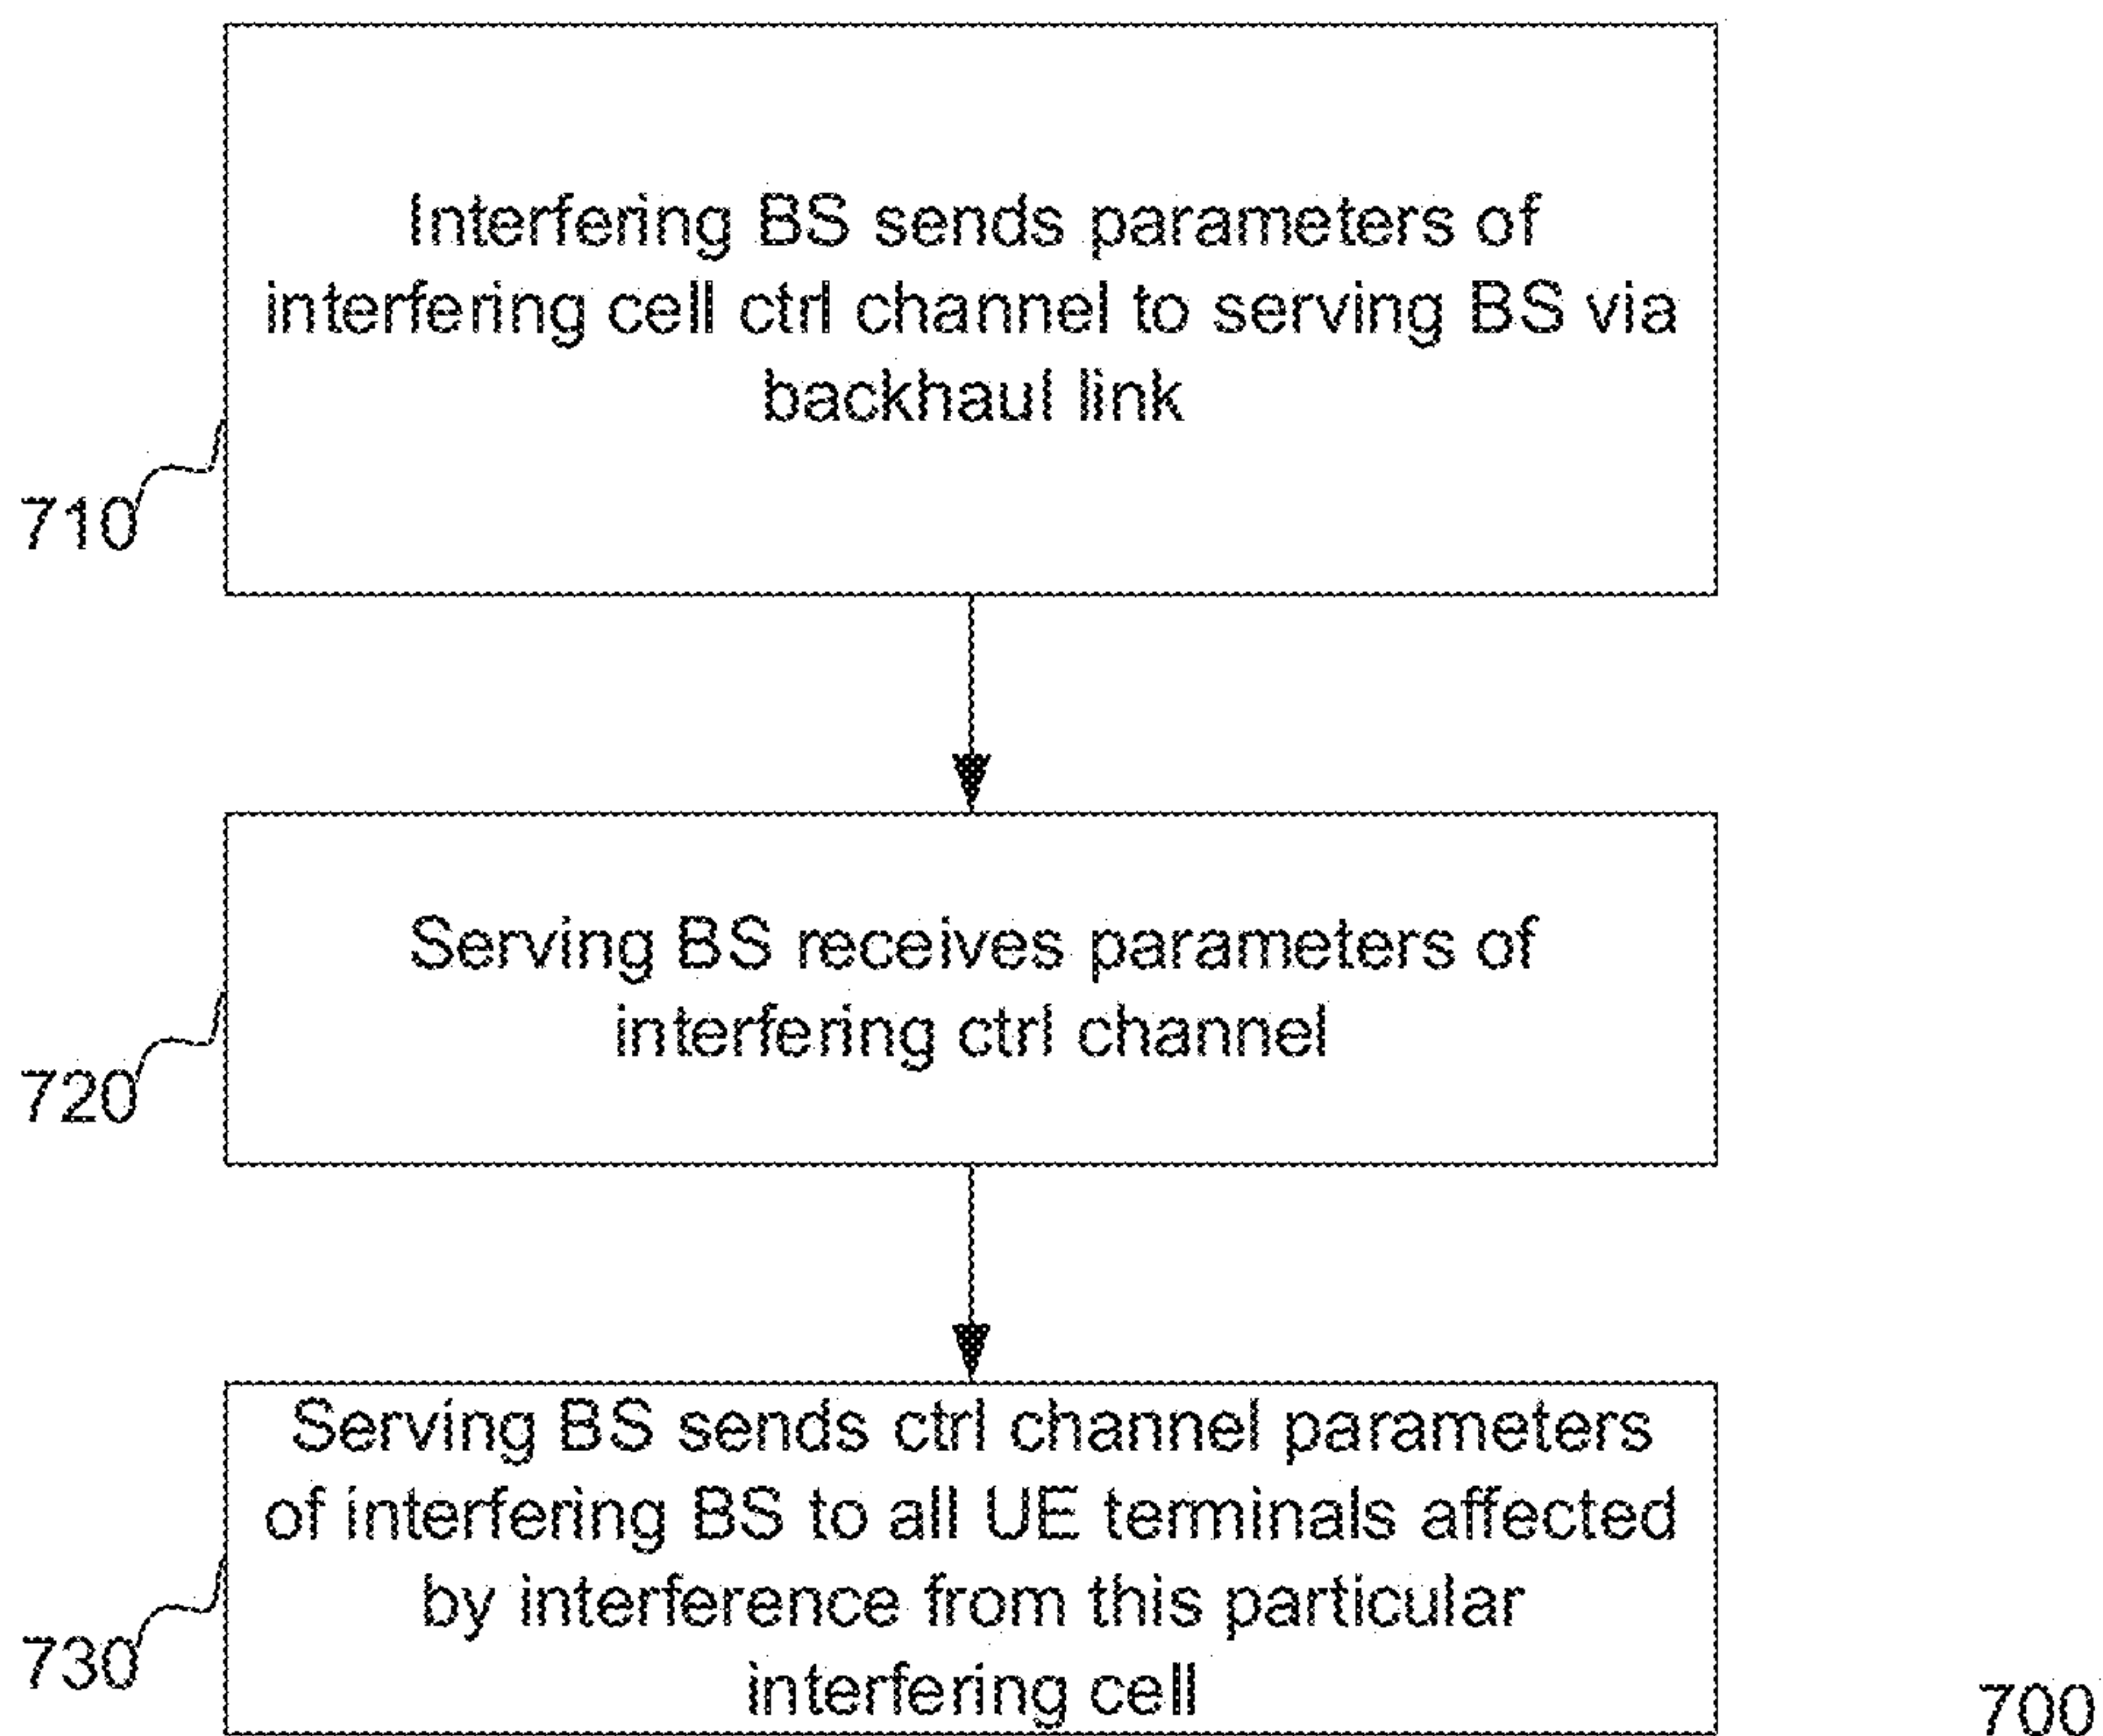 Interfering BS sends parameters of
interfering cell ctrl channel to serving BS via
backhaul link
710
Serving BS receives parameters of
interfering ctrl channel
720
Serving BS sends ctrl channel parameters
of interfering BS to all UE terminals affected
by interference from this particular
interfering cell
730
700